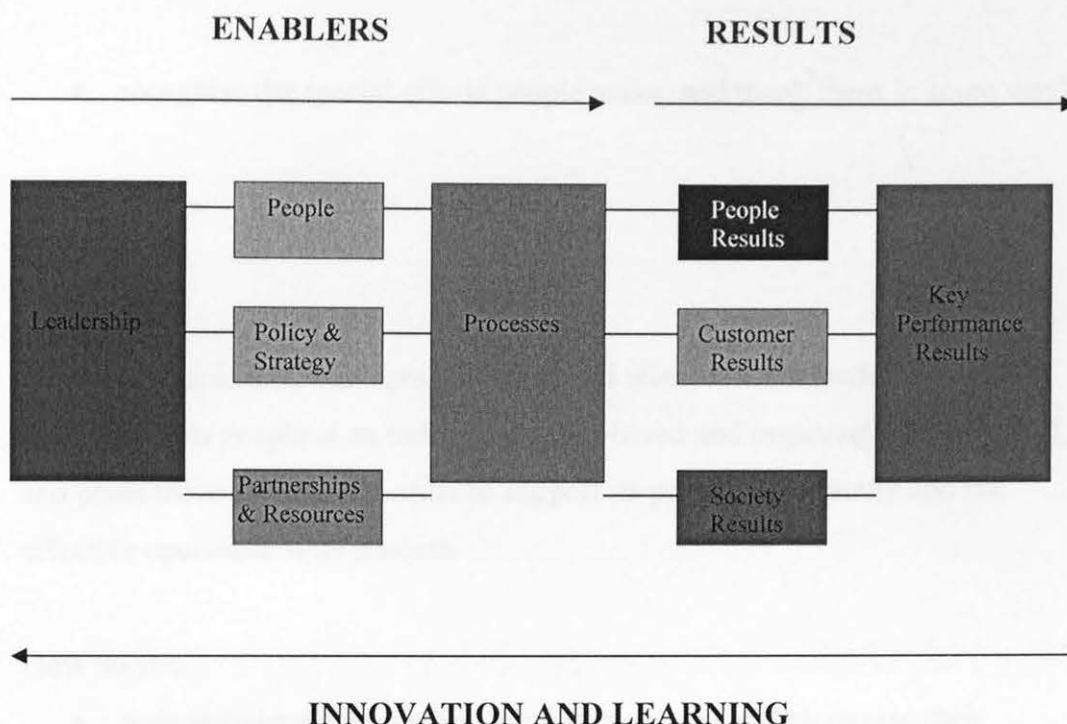 ENABLERS
RESULTS
Leadership
People
Policy &
Strategy
Partnerships
& Resources
Processes
People
Results
Customer
Results
Society
Results
Key
Performance
Results
INNOVATION AND LEARNING